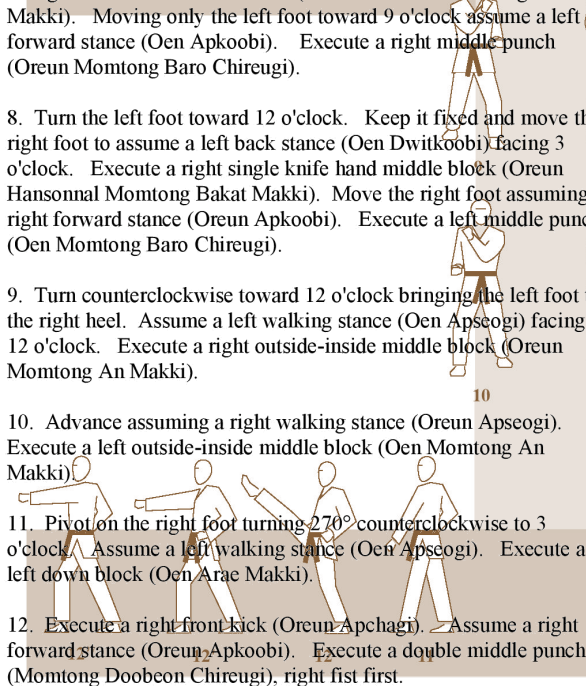 Makki). Moving only the left foot toward 9 o'clock assume a left
forward stance (Oen Apkoobi). Execute a right middle punch
(Oreun Momtong Baro Chireugi).
8. Turn the left foot toward 12 o'clock. Keep it fixed and move
right foot to assume a left back stance (Oen Dwitkoobi) facing 3
o'clock. Execute a right single knife hand middle block (Oreun
Hansonnal Momtong Bakat Makki). Move the right foot assuming
right forward stance (Oreun Apkoobi). Execute a left middle
(Oen Momtong Baro Chireugi).
9. Turn counterclockwise toward 12 o'clock bringing the left foot
the right heel. Assume a left walking stance (Oen Apseogi) facing
12 o'clock. Execute a right outside-inside middle block (Oreun
Momtong An Makki).
10
10. Advance assuming a right walking stance (Oreun Apseogi).
Execute a left outside-inside middle block (Oen Momtong An
Makki).
11. Pivot on the right foot turning 270° counterclockwise to 3
o'clock. Assume a left walking stance (Oen Apseogi). Execute a
left down block (Oen Arae Makki).
12. Execute a right front kick (Oreun Apchagi). Assume a right
forward stance (Oreun Apkoobi). Execute a double middle punch
12 12 12 11
(Momtong Doobeon Chireugi), right fist first.